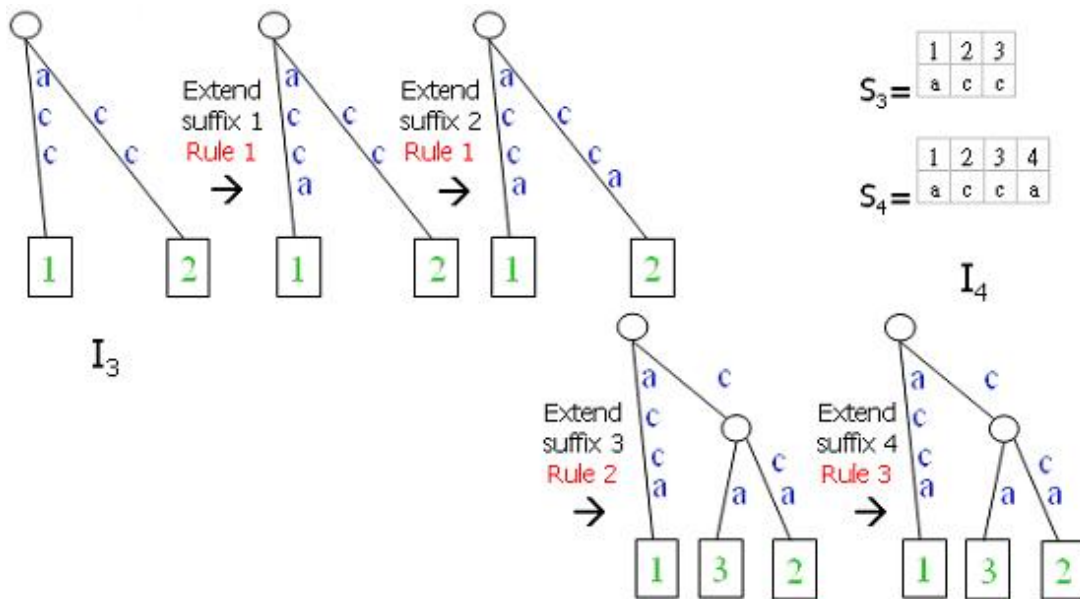 a
c
c
c
c
1
2
I3
Extend
suffix 1
Rule 1
→
a
c
c
a
c
c
1
2
Extend
suffix 2
Rule 1
→
a
c
c
a
c
c
a
1
2
S3=
1 2 3
a c c
S4=
1 2 3 4
a c c a
I4
Extend
suffix 3
Rule 2
→
a
c
c
a
c
a
c
a
1
3
2
Extend
suffix 4
Rule 3
→
a
c
c
a
c
a
c
a
1
3
2